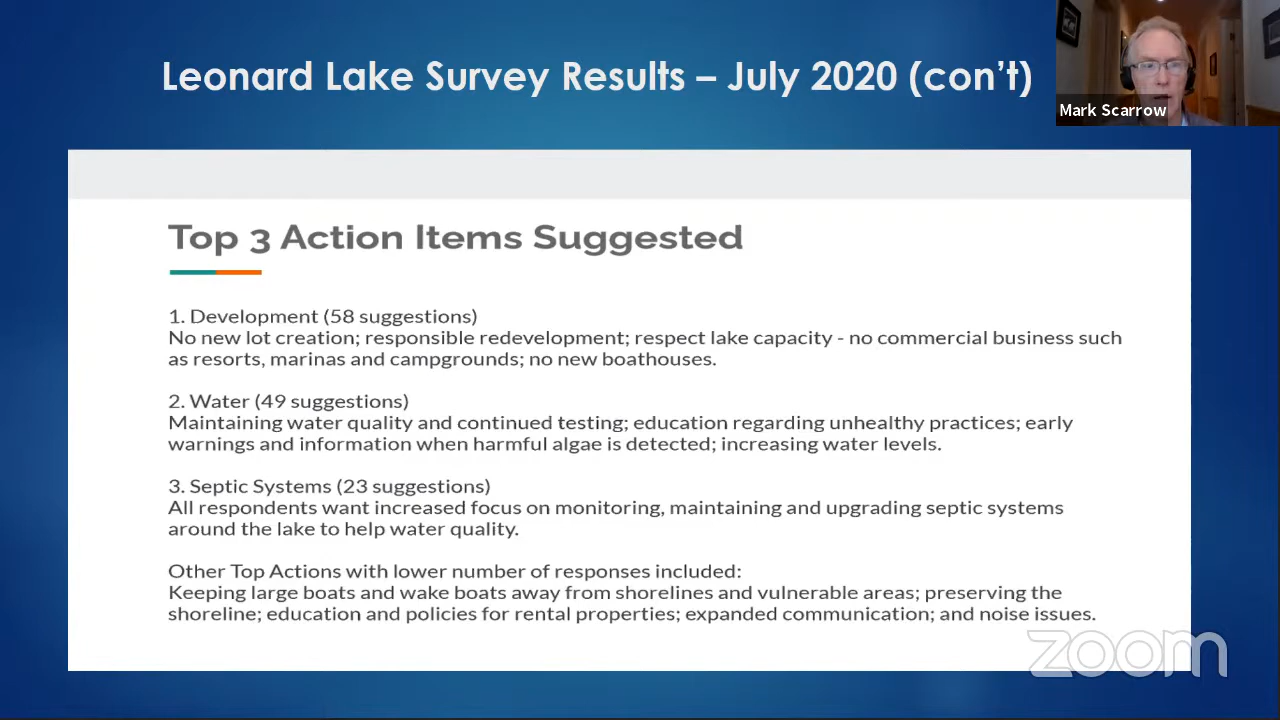 Leonard Lake Survey Results – July 2020 (con’t)
Mark Scarrow
Top 3 Action Items Suggested
1. Development (58 suggestions)
No new lot creation; responsible redevelopment; respect lake capacity - no commercial business such
as resorts, marinas and campgrounds; no new boathouses.
2. Water (49 suggestions)
Maintaining water quality and continued testing; education regarding unhealthy practices; early
warnings and information when harmful algae is detected; increasing water levels.
3. Septic Systems (23 suggestions)
All respondents want increased focus on monitoring, maintaining and upgrading septic systems
around the lake to help water quality.
Other Top Actions with lower number of responses included:
Keeping large boats and wake boats away from shorelines and vulnerable areas; preserving the
shoreline; education and policies for rental properties; expanded communication; and noise issues.
zoom